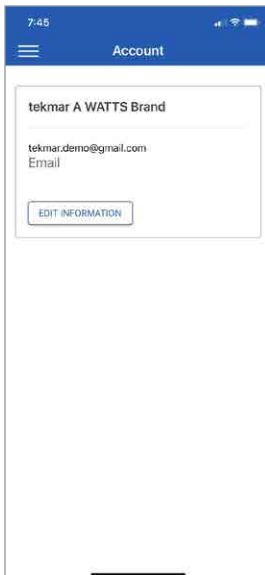 7:45
Account
tekmar A WATTS Brand
tekmar.demo@gmail.com
Email
EDIT INFORMATION